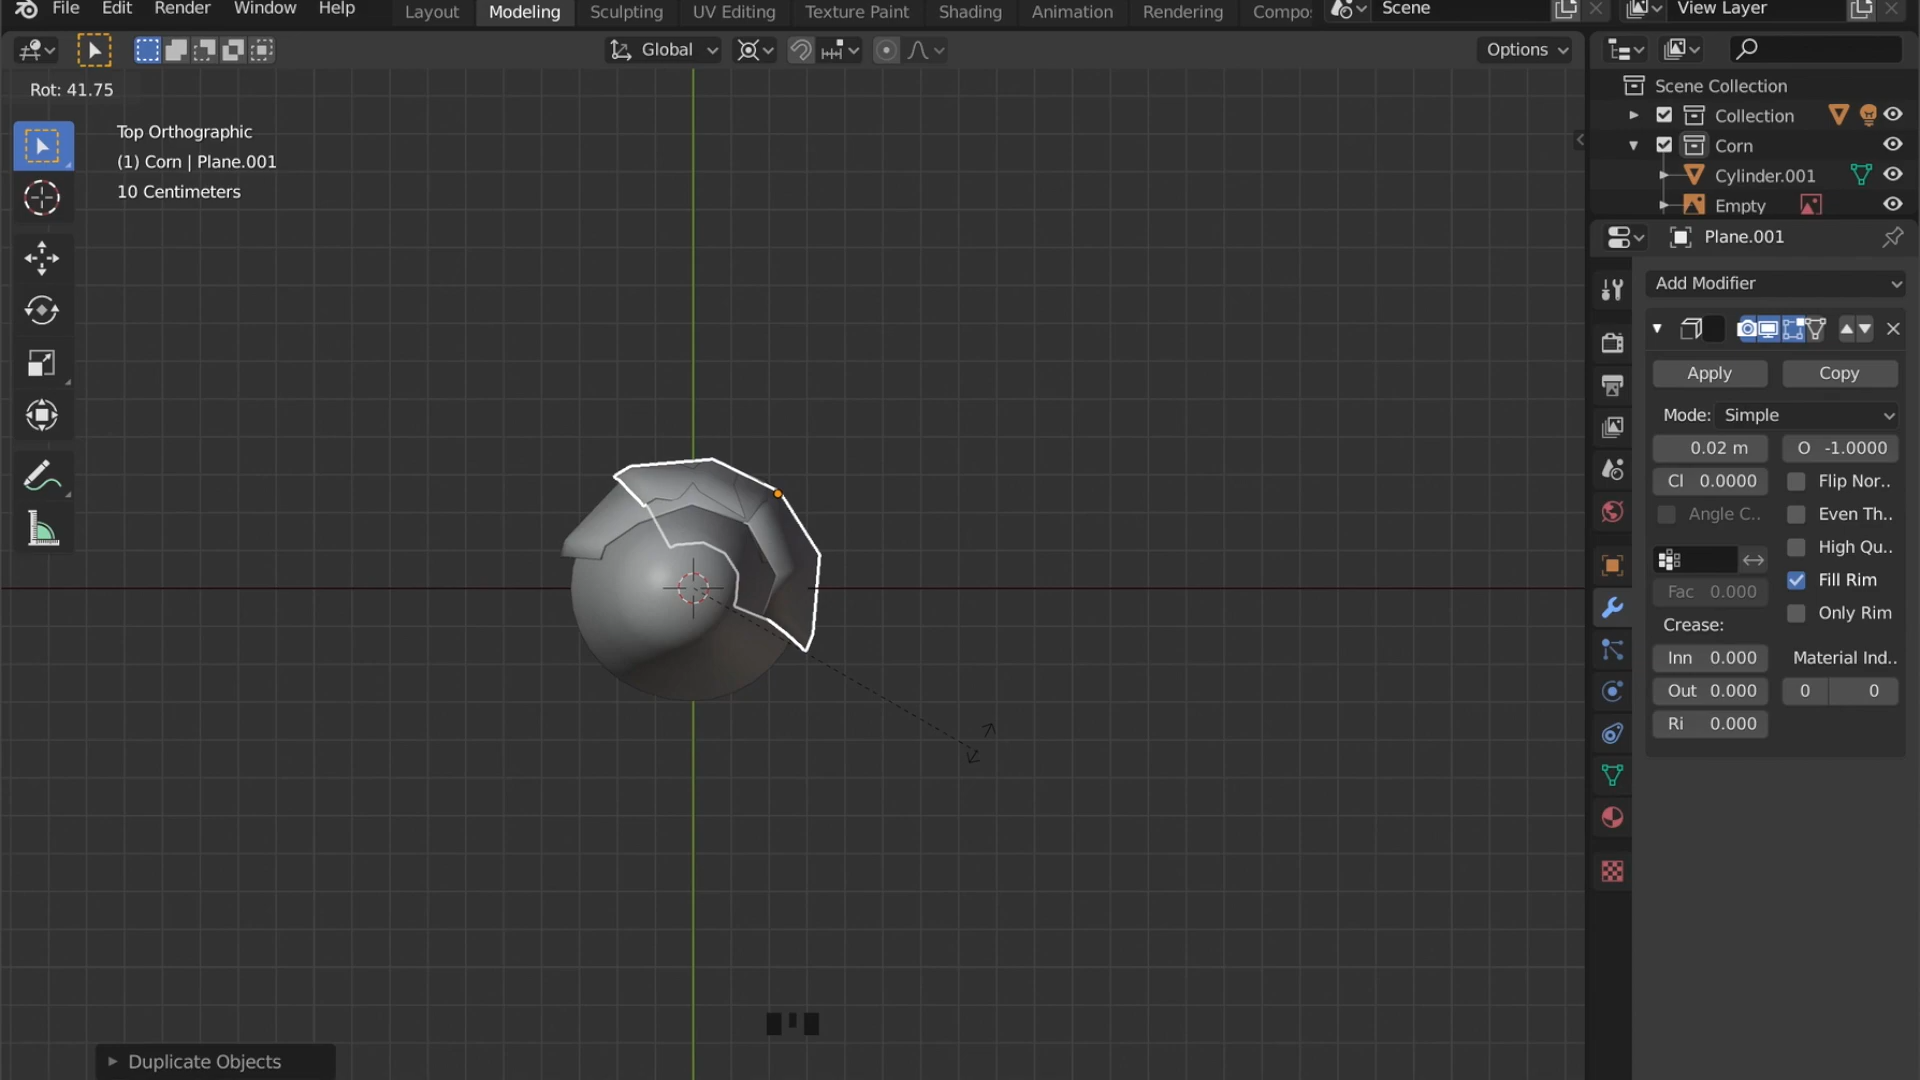 File Edit Render Window Help Layout Modeling Sculpting UV Editing Texture Paint Shading Animation Rendering Compo Scene View Layer
Global Options
Rot: 41.75
Top Orthographic
(1) Corn | Plane.001
10 Centimeters
Scene Collection
Collection
Corn
Cylinder.001
Empty
Plane.001
Add Modifier
Apply Copy
Mode: Simple
0.02 m O -1.0000
Cl 0.0000 Flip Nor..
Angle C.. Even Th..
High Qu..
Fill Rim
Fac 0.000
Only Rim
Crease:
Inn 0.000 Material Ind..
Out 0.000 0 0
Ri 0.000
Duplicate Objects